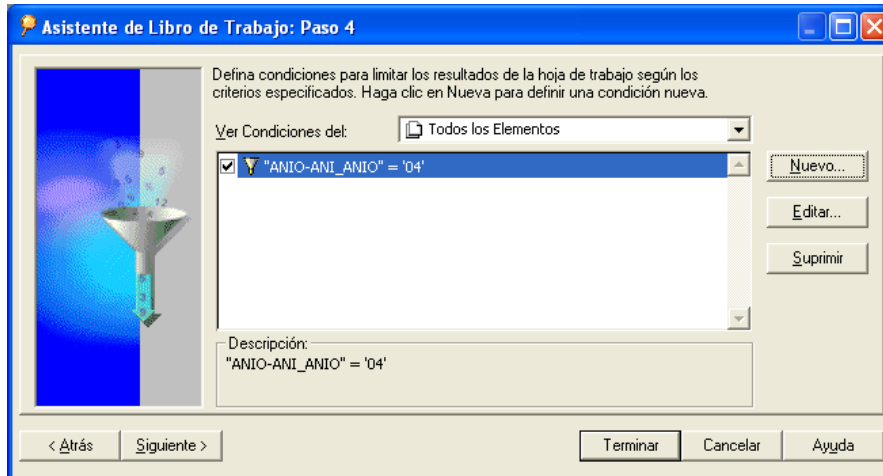 Asistente de Libro de Trabajo: Paso 4
Defina condiciones para limitar los resultados de la hoja de trabajo según los
criterios especificados. Haga clic en Nueva para definir una condición nueva.
Ver Condiciones del: Todos los Elementos
"ANIO-ANI_ANIO" = '04'
Nuevo...
Editar...
Suprimir
Descripción:
"ANIO-ANI_ANIO" = '04'
< Atrás Siguiente > Terminar Cancelar Ayuda